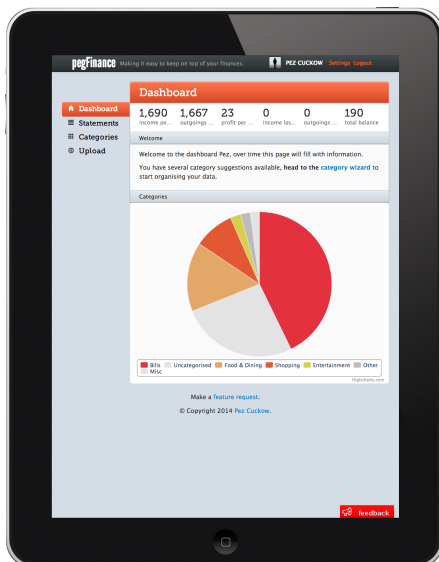 pegFinance Making it easy to keep on top of your finances. PEZ CUCKOW Settings Logout
Dashboard
Dashboard
Statements
Categories
Upload
1,690 1,667 23 0 0 190
income pe... outgoings ... profit per ... income las... outgoings ... total balance
Welcome
Welcome to the dashboard Pez, over time this page will fill with information.
You have several category suggestions available, head to the category wizard to
start organising your data.
Categories
Bills Uncategorised Food & Dining Shopping Entertainment Other
Misc
Highcharts.com
Make a feature request.
© Copyright 2014 Pez Cuckow.
feedback